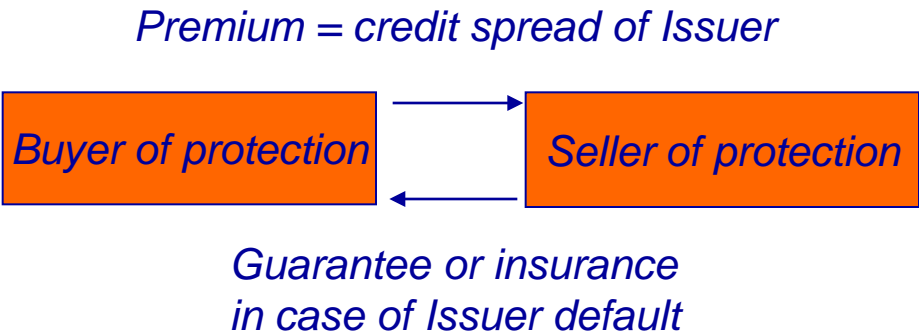 Premium = credit spread of Issuer
Buyer of protection
Seller of protection
Guarantee or insurance
in case of Issuer default